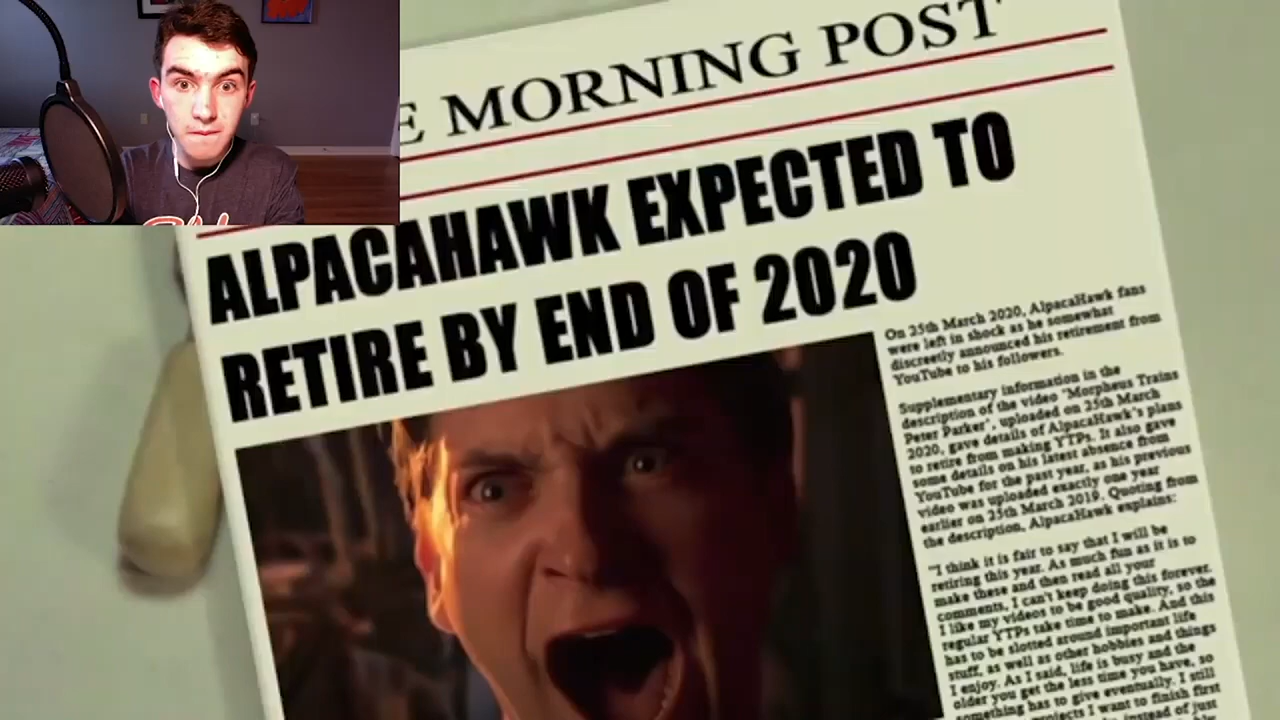 E MORNING POST
ALPACAHAWK EXPECTED TO
RETIRE BY END OF 2020
On 25th March 2020, AlpacaHawk fans
were left in shock as he somewhat
discreetly announced his retirement from
YouTube to his followers.
Supplementary information in the
description of the video "Morpheus Trains
Peter Parker", uploaded on 25th March
2020, gave details of AlpacaHawk's plans
to retire from making YTPs. It also gave
some details on his latest absence from
YouTube for the past year, as his previous
video was uploaded exactly one year
earlier on 25th March 2019. Quoting from
the description, AlpacaHawk explains:
"I think it is fair to say that I will be
retiring this year. As much fun as it is to
make these and then read all your
comments, I can't keep doing this forever.
I like my videos to be good quality, so the
regular YTPs take time to make. And this
has to be slotted around important life
stuff, as well as other hobbies and things
I enjoy. As I said, life is busy and the
older you get the less time you have, so
something has to give eventually. I still
projects I want to finish first
instead of just